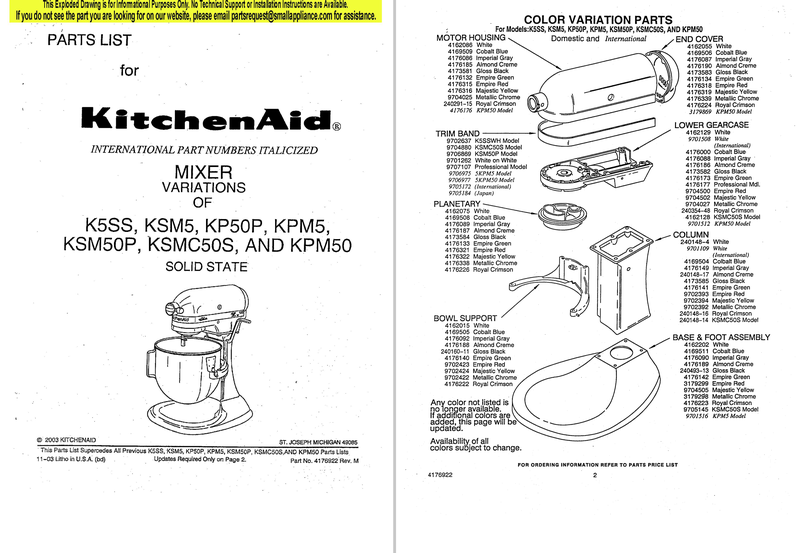 This Exploded Drawing is for Informational Purposes Only. No Technical Support or Installation Instructions are Available.
If you do not see the part you are looking for on our website, please email partsrequest@smallappliance.com for assistance.
PARTS LIST
for
KitchenAid®
INTERNATIONAL PART NUMBERS ITALICIZED
MIXER
VARIATIONS
OF
K5SS, KSM5, KP50P, KPM5,
KSM50P, KSMC50S, AND KPM50
SOLID STATE
KitchenAid
© 2003 KITCHENAID
ST. JOSEPH MICHIGAN 49085
This Parts List Supercedes All Previous K5SS, KSM5, KP50P, KPM5, KSM50P, KSMC50S,AND KPM50 Parts Lists
11-03 Litho in U.S.A. (bd)
Updates Required Only on Page 2.
Part No. 4176922 Rev. M
COLOR VARIATION PARTS
For Models:K5SS, KSM5, KP50P, KPM5, KSM50P, KSMC50S, AND KPM50
Domestic and International
MOTOR HOUSING
4162086 White
4169509 Cobalt Blue
4176086 Imperial Gray
4176185 Almond Creme
4173581 Gloss Black
4176132 Empire Green
4176315 Empire Red
4176316 Majestic Yellow
9704025 Metallic Chrome
240291-15 Royal Crimson
4176176 KPM50 Model
TRIM BAND
9702637 K5SSWH Model
9704880 KSMC50S Model
9706869 KSM50P Model
9701262 White on White
9707107 Professional Model
9706975 5KPM5 Model
9706977 5KPM50 Model
9705172 (International)
9705184 (Japan)
PLANETARY
4162075 White
4169508 Cobalt Blue
4176089 Imperial Gray
4176187 Almond Creme
4173584 Gloss Black
4176133 Empire Green
4176321 Empire Red
4176322 Majestic Yellow
4176338 Metallic Chrome
4176226 Royal Crimson
BOWL SUPPORT
4162015 White
4169505 Cobalt Blue
4176092 Imperial Gray
4176188 Almond Creme
240160-11 Gloss Black
4176140 Empire Green
9702423 Empire Red
9702424 Majestic Yellow
9702422 Metallic Chrome
4176222 Royal Crimson
Any color not listed is
no longer available.
If additional colors are
added, this page will be
updated.
Availability of all
colors subject to change.
END COVER
4162055 White
4169506 Cobalt Blue
4176087 Imperial Gray
4176190 Almond Creme
4173583 Gloss Black
4176134 Empire Green
4176318 Empire Red
4176319 Majestic Yellow
4176339 Metallic Chrome
4176224 Royal Crimson
3179869 KPM50 Model
LOWER GEARCASE
4162129 White
9701508 White
(International)
4176000 Cobalt Blue
4176088 Imperial Gray
4176186 Almond Creme
4173582 Gloss Black
4176173 Empire Green
4176177 Professional Mdl.
9704500 Empire Red
9704502 Majestic Yellow
9704027 Metallic Chrome
240354-48 Royal Crimson
4162128 KSMC50S Model
9701512 KPM50 Model
COLUMN
240148-4 White
9701109 White
(International)
4169504 Cobalt Blue
4176149 Imperial Gray
240148-17 Almond Creme
4173585 Gloss Black
4176141 Empire Green
9702393 Empire Red
9702394 Majestic Yellow
9702392 Metallic Chrome
240148-16 Royal Crimson
240148-14 KSMC50S Model
BASE & FOOT ASSEMBLY
4162202 White
4169511 Cobalt Blue
4176090 Imperial Gray
4176189 Almond Creme
240493-13 Gloss Black
4176142 Empire Green
3179299 Empire Red
9704505 Majestic Yellow
3179298 Metallic Chrome
4176223 Royal Crimson
9705145 KSMC50S Model
9701516 KPM5 Model
FOR ORDERING INFORMATION REFER TO PARTS PRICE LIST
4176922
2